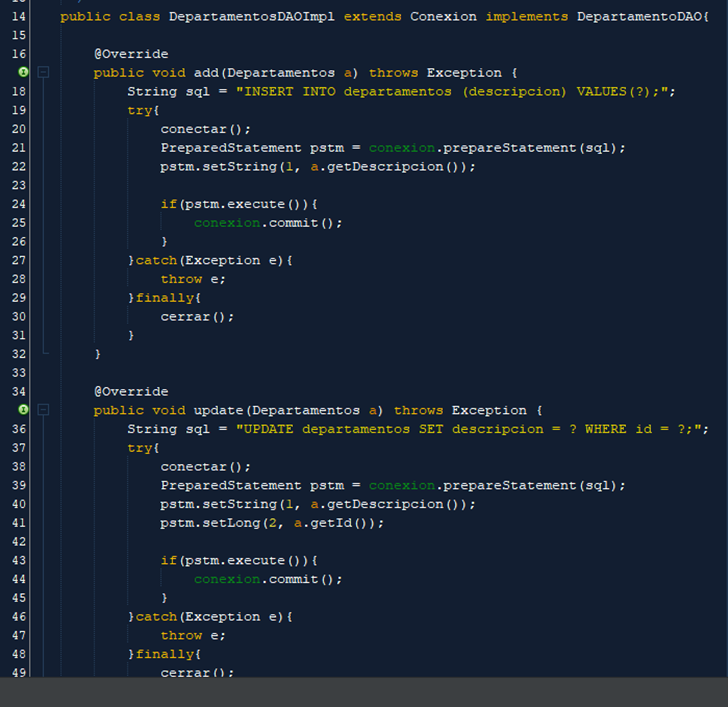 14 public class DepartamentosDAOImpl extends Conexion implements DepartamentoDAO{
15
16 @Override
public void add(Departamentos a) throws Exception {
18 String sql = "INSERT INTO departamentos (descripcion) VALUES(?);";
19 try{
20 conectar();
21 PreparedStatement pstm = conexion.prepareStatement(sql);
22 pstm.setString(1, a.getDescripcion());
23
24 if(pstm.execute()){
25 conexion.commit();
26 }
27 }catch(Exception e){
28 throw e;
29 }finally{
30 cerrar();
31 }
32 }
33
34 @Override
public void update(Departamentos a) throws Exception {
36 String sql = "UPDATE departamentos SET descripcion = ? WHERE id = ?;";
37 try{
38 conectar();
39 PreparedStatement pstm = conexion.prepareStatement(sql);
40 pstm.setString(1, a.getDescripcion());
41 pstm.setLong(2, a.getId());
42
43 if(pstm.execute()){
44 conexion.commit();
45 }
46 }catch(Exception e){
47 throw e;
48 }finally{
49 cerrar();